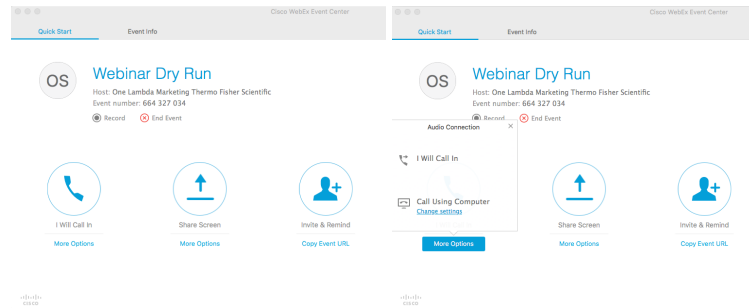 Cisco WebEx Event Center
Quick Start
Event Info
OS
Webinar Dry Run
Host: One Lambda Marketing Thermo Fisher Scientific
Event number: 664 327 034
Record
End Event
I Will Call In
Share Screen
Invite & Remind
More Options
More Options
Copy Event URL
CISCO
Cisco WebEx Event Center
Quick Start
Event Info
OS
Webinar Dry Run
Host: One Lambda Marketing Thermo Fisher Scientific
Event number: 664 327 034
Record
End Event
Audio Connection
I Will Call In
Call Using Computer
Change settings
Share Screen
Invite & Remind
More Options
More Options
Copy Event URL
CISCO